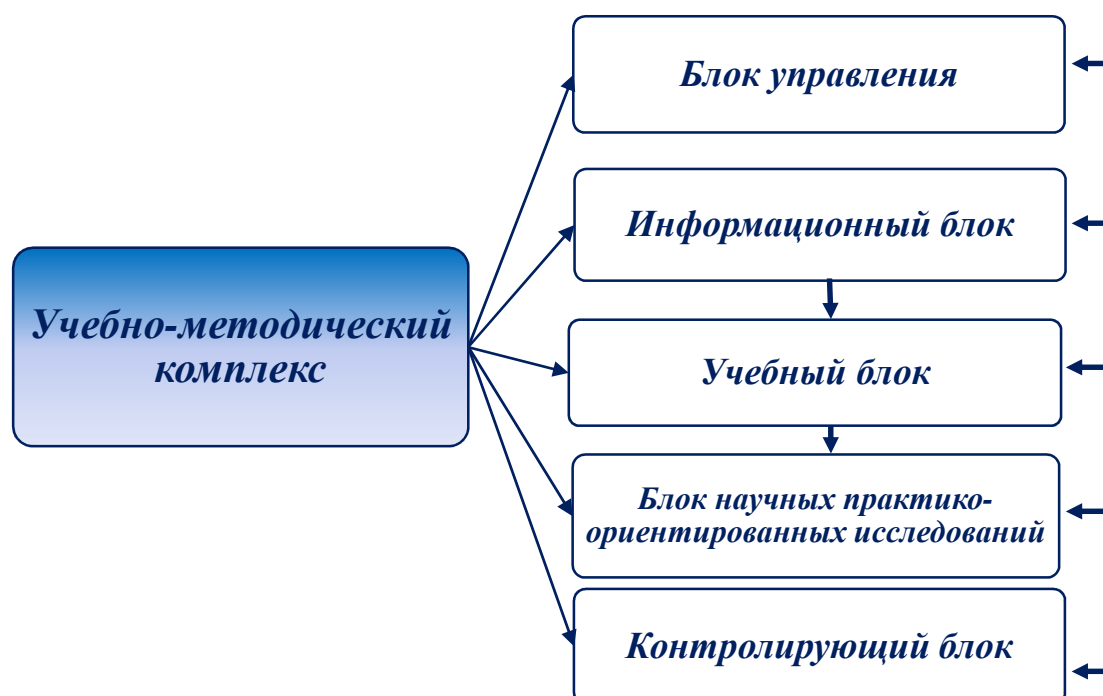 Блок управления
Информационный блок
Учебно-методический
комплекс
Учебный блок
Блок научных практико-
ориентированных исследований
Контролирующий блок